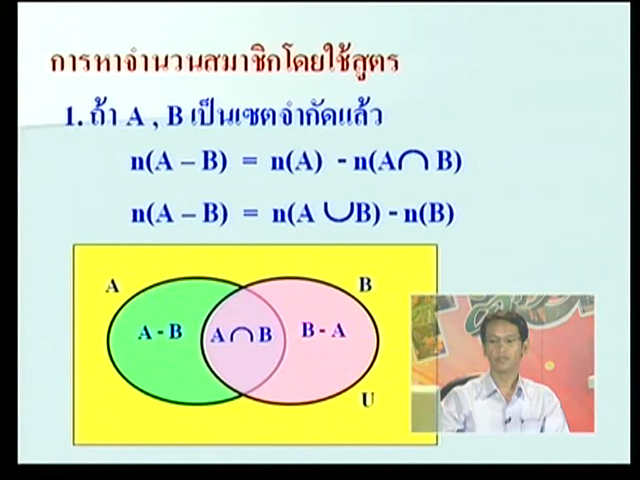 การหาจำนวนสมาชิกโดยใช้สูตร
1. ถ้า A , B เป็นเซตจำกัดแล้ว
n(A – B) = n(A) - n(A∩ B)
n(A – B) = n(A ∪B) - n(B)
A B
A - B A∩B B - A
U